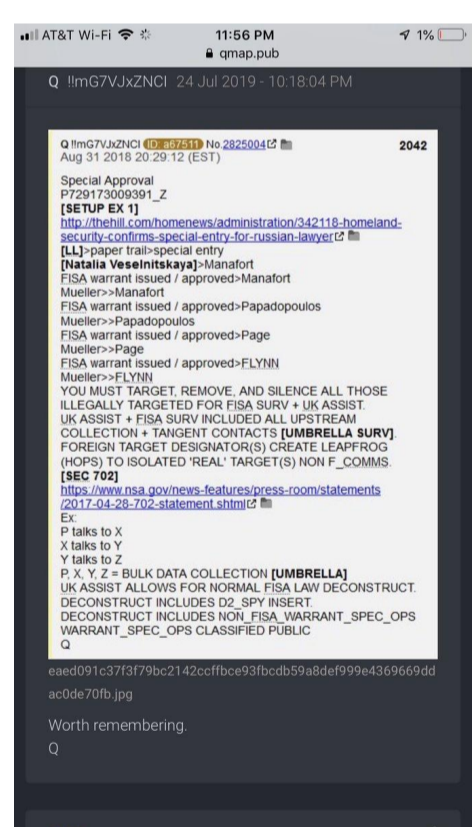 AT&T Wi-Fi 11:56 PM 1%
qmap.pub
Q !!mG7VJxZNCI 24 Jul 2019 - 10:18:04 PM
Q !!mG7VJxZNCI ID: a67511 No.2825004 2042
Aug 31 2018 20:29:12 (EST)
Special Approval
P729173009391_Z
[SETUP EX 1]
http://thehill.com/homenews/administration/342118-homeland-
security-confirms-special-entry-for-russian-lawyer
[LL]>paper trail>special entry
[Natalia Veselnitskaya]>Manafort
FISA warrant issued / approved>Manafort
Mueller>>Manafort
FISA warrant issued / approved>Papadopoulos
Mueller>>Papadopoulos
FISA warrant issued / approved>Page
Mueller>>Page
FISA warrant issued / approved>FLYNN
Mueller>>FLYNN
YOU MUST TARGET, REMOVE, AND SILENCE ALL THOSE
ILLEGALLY TARGETED FOR FISA SURV + UK ASSIST.
UK ASSIST + FISA SURV INCLUDED ALL UPSTREAM
COLLECTION + TANGENT CONTACTS [UMBRELLA SURV].
FOREIGN TARGET DESIGNATOR(S) CREATE LEAPFROG
(HOPS) TO ISOLATED 'REAL' TARGET(S) NON F_COMMS.
[SEC 702]
https://www.nsa.gov/news-features/press-room/statements
/2017-04-28-702-statement.shtml
Ex:
P talks to X
X talks to Y
Y talks to Z
P, X, Y, Z = BULK DATA COLLECTION [UMBRELLA]
UK ASSIST ALLOWS FOR NORMAL FISA LAW DECONSTRUCT.
DECONSTRUCT INCLUDES D2_SPY INSERT.
DECONSTRUCT INCLUDES NON_FISA_WARRANT_SPEC_OPS
WARRANT_SPEC_OPS CLASSIFIED PUBLIC
Q
eaed091c37f3f79bc2142ccffbce93fbcdb59a8def999e4369669dd
ac0de70fb.jpg
Worth remembering.
Q